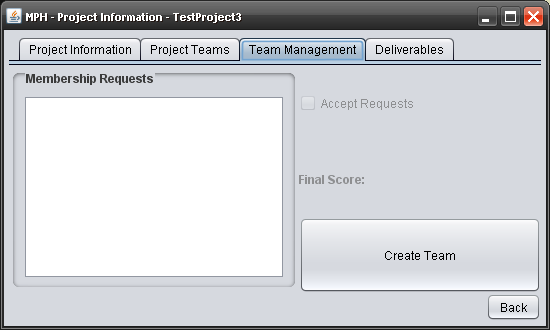 MPH - Project Information - TestProject3
Project Information Project Teams Team Management Deliverables
Membership Requests
Accept Requests
Final Score:
Create Team
Back